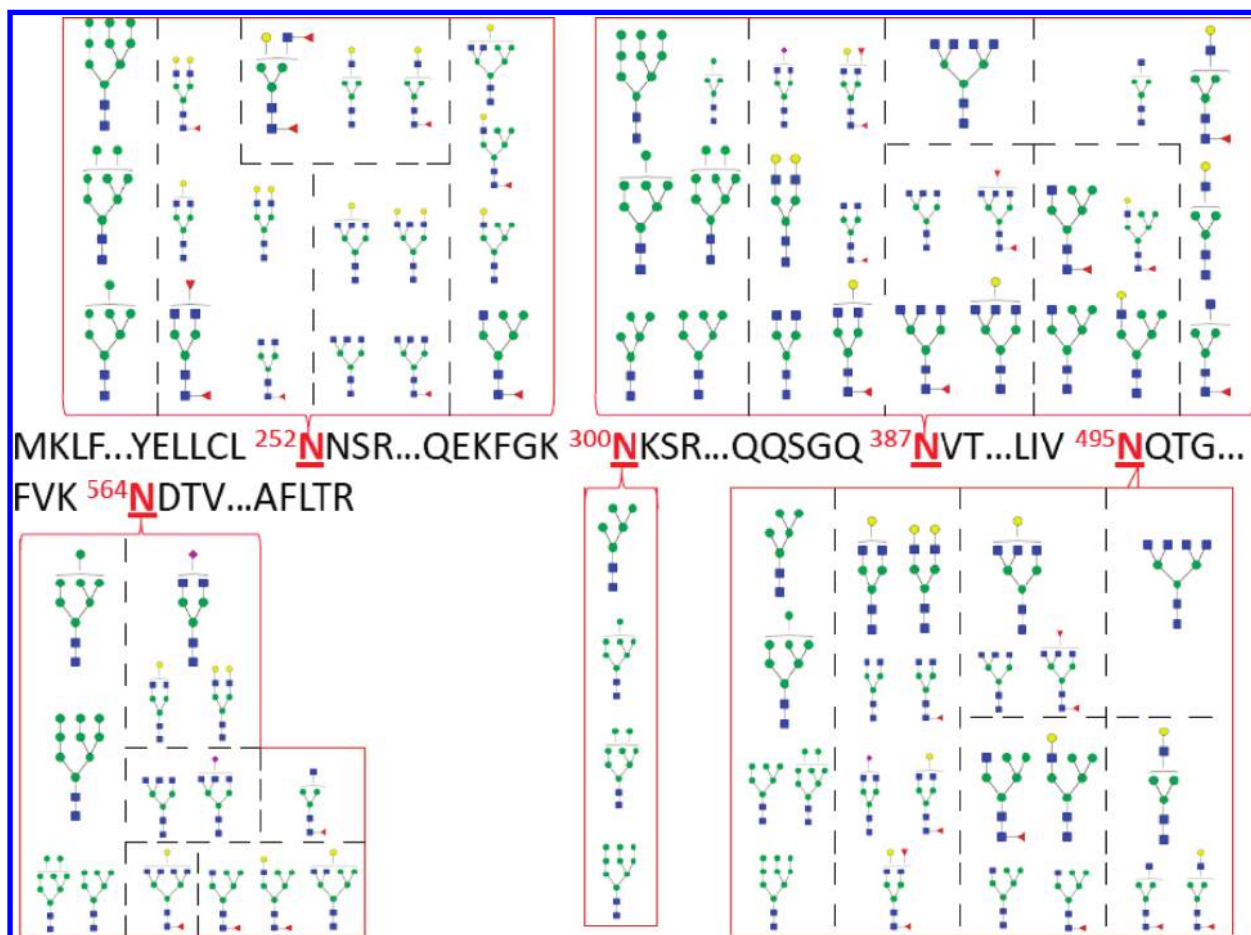 MKLF...YELLCL 252NNSR...QEKFGK 300NKSR...QQSGQ 387NVT...LIV 495NQTG...
FVK 564NDTV...AFLTR